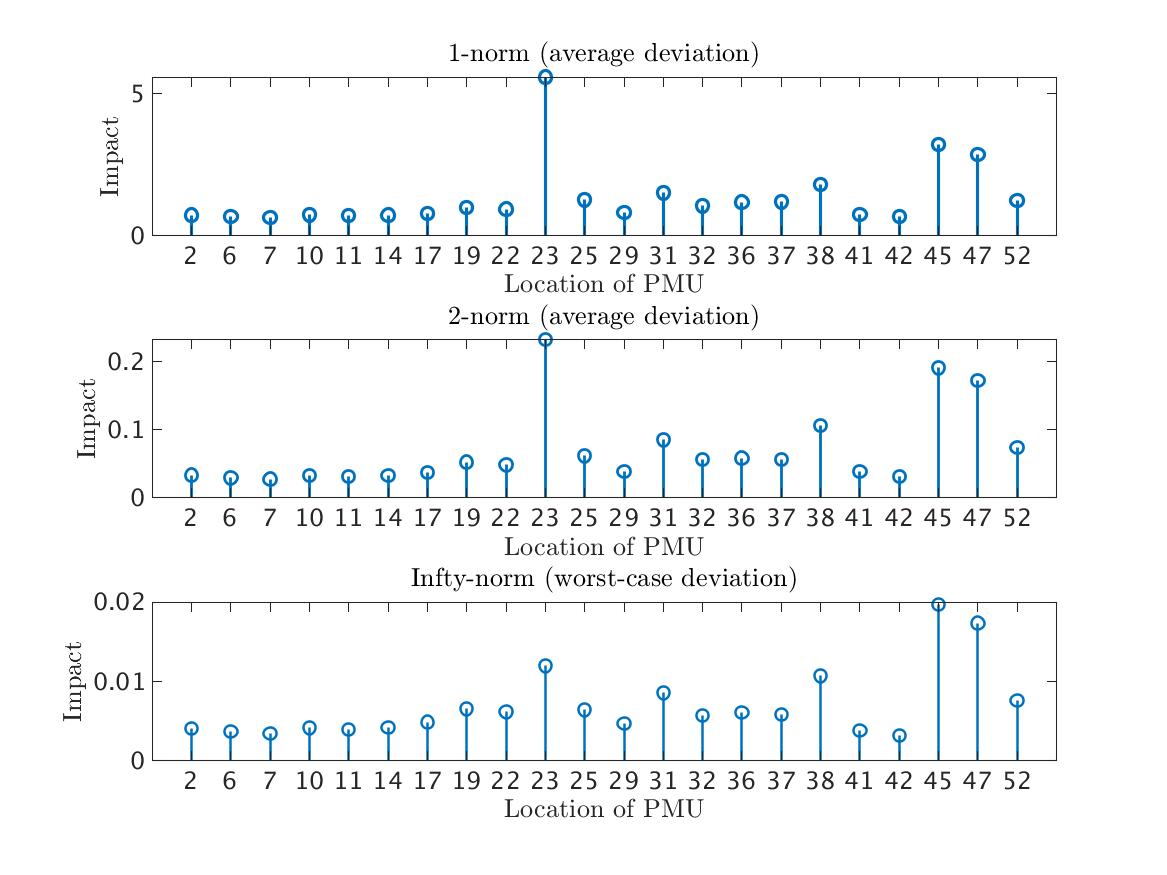 1-norm (average deviation)
5
0
Impact
2 6 7 10 11 14 17 19 22 23 25 29 31 32 36 37 38 41 42 45 47 52
Location of PMU
2-norm (average deviation)
0.2
0.1
0
Impact
2 6 7 10 11 14 17 19 22 23 25 29 31 32 36 37 38 41 42 45 47 52
Location of PMU
Infty-norm (worst-case deviation)
0.02
0.01
0
Impact
2 6 7 10 11 14 17 19 22 23 25 29 31 32 36 37 38 41 42 45 47 52
Location of PMU